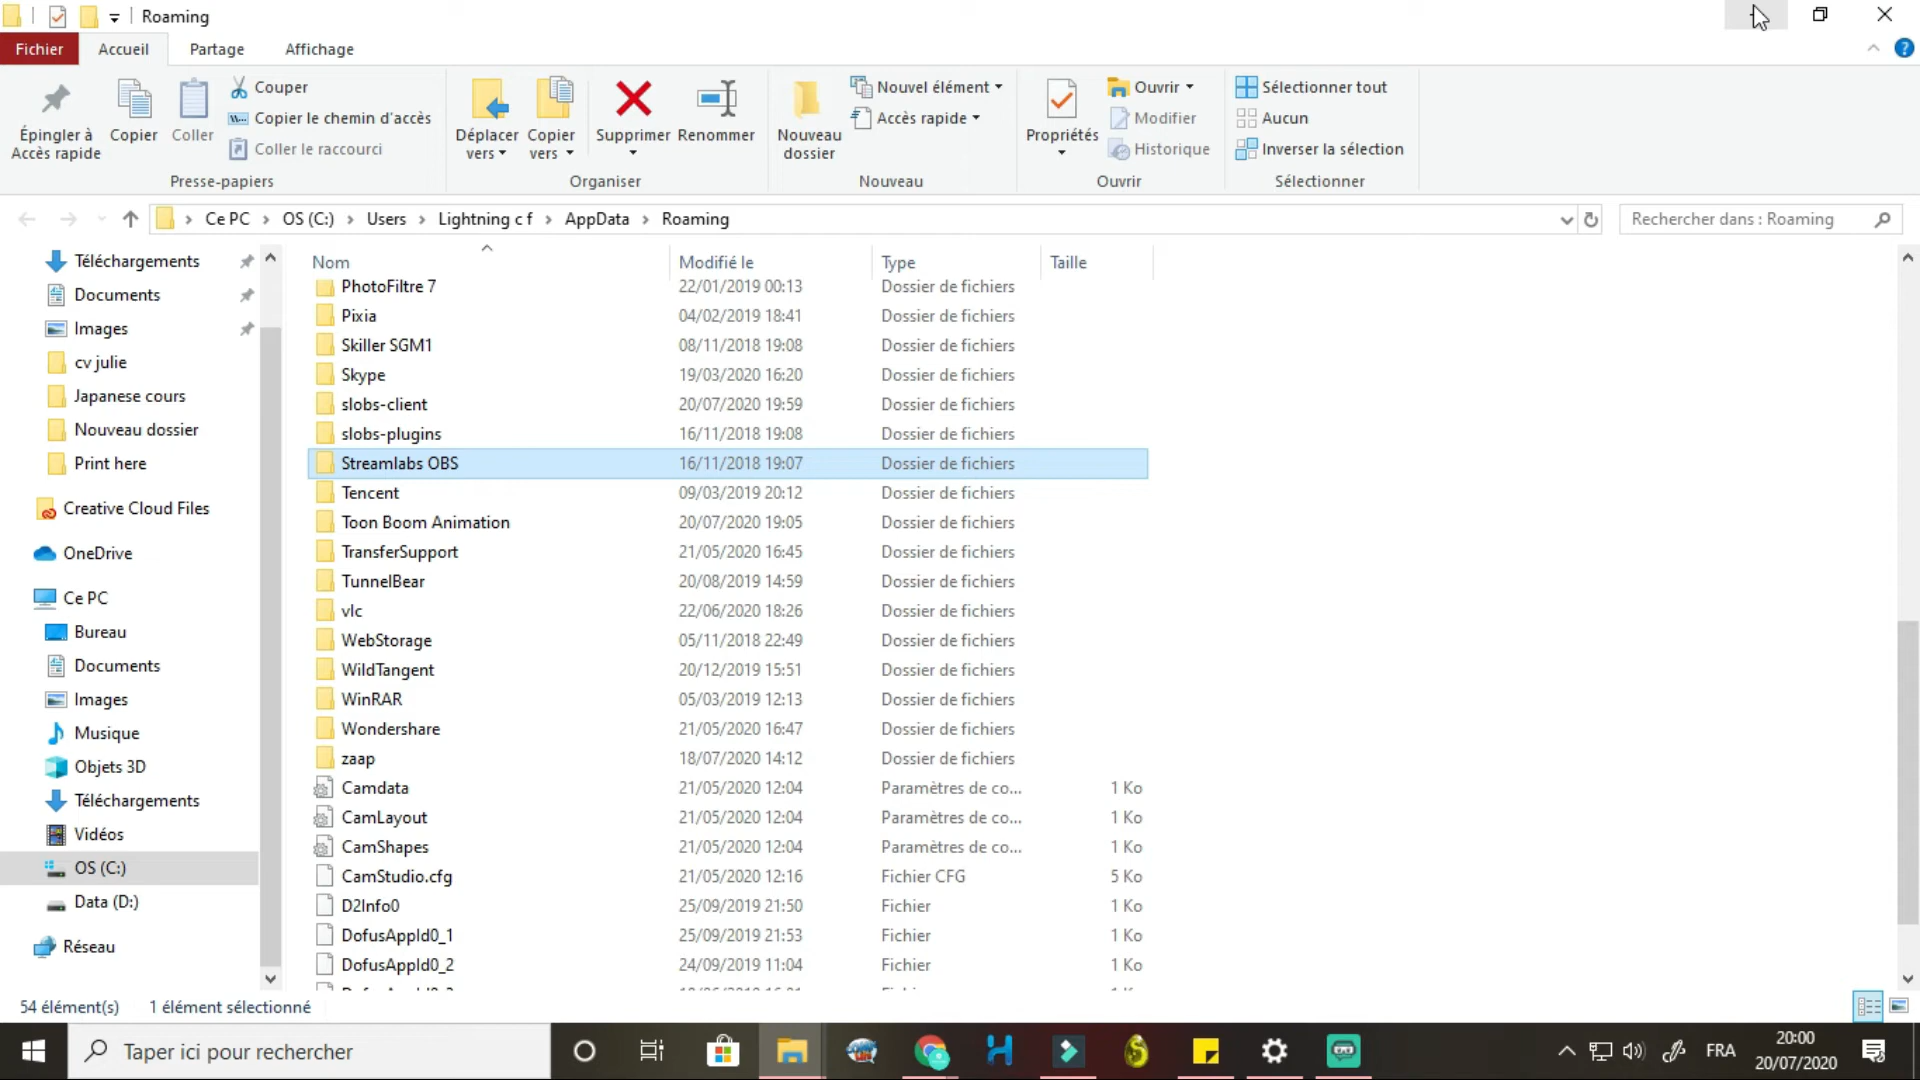 Roaming
Fichier Accueil Partage Affichage
Épingler à Accès rapide
Copier
Coller
Couper
Copier le chemin d'accès
Coller le raccourci
Presse-papiers
Déplacer vers
Copier vers
Supprimer
Renommer
Organiser
Nouveau dossier
Nouvel élément
Accès rapide
Nouveau
Propriétés
Ouvrir
Modifier
Historique
Ouvrir
Sélectionner tout
Aucun
Inverser la sélection
Sélectionner
Ce PC > OS (C:) > Users > Lightning c f > AppData > Roaming
Rechercher dans : Roaming
Téléchargements
Documents
Images
cv julie
Japanese cours
Nouveau dossier
Print here
Creative Cloud Files
OneDrive
Ce PC
Bureau
Documents
Images
Musique
Objets 3D
Téléchargements
Vidéos
OS (C:)
Data (D:)
Réseau
Nom Modifié le Type Taille
PhotoFiltre 7 22/01/2019 00:13 Dossier de fichiers
Pixia 04/02/2019 18:41 Dossier de fichiers
Skiller SGM1 08/11/2018 19:08 Dossier de fichiers
Skype 19/03/2020 16:20 Dossier de fichiers
slobs-client 20/07/2020 19:59 Dossier de fichiers
slobs-plugins 16/11/2018 19:08 Dossier de fichiers
Streamlabs OBS 16/11/2018 19:07 Dossier de fichiers
Tencent 09/03/2019 20:12 Dossier de fichiers
Toon Boom Animation 20/07/2020 19:05 Dossier de fichiers
TransferSupport 21/05/2020 16:45 Dossier de fichiers
TunnelBear 20/08/2019 14:59 Dossier de fichiers
vlc 22/06/2020 18:26 Dossier de fichiers
WebStorage 05/11/2018 22:49 Dossier de fichiers
WildTangent 20/12/2019 15:51 Dossier de fichiers
WinRAR 05/03/2019 12:13 Dossier de fichiers
Wondershare 21/05/2020 16:47 Dossier de fichiers
zaap 18/07/2020 14:12 Dossier de fichiers
Camdata 21/05/2020 12:04 Paramètres de co... 1 Ko
CamLayout 21/05/2020 12:04 Paramètres de co... 1 Ko
CamShapes 21/05/2020 12:04 Paramètres de co... 1 Ko
CamStudio.cfg 21/05/2020 12:16 Fichier CFG 5 Ko
D2Info0 25/09/2019 21:50 Fichier 1 Ko
DofusAppId0_1 25/09/2019 21:53 Fichier 1 Ko
DofusAppId0_2 24/09/2019 11:04 Fichier 1 Ko
54 élément(s) 1 élément sélectionné
Taper ici pour rechercher
FRA
20:00
20/07/2020